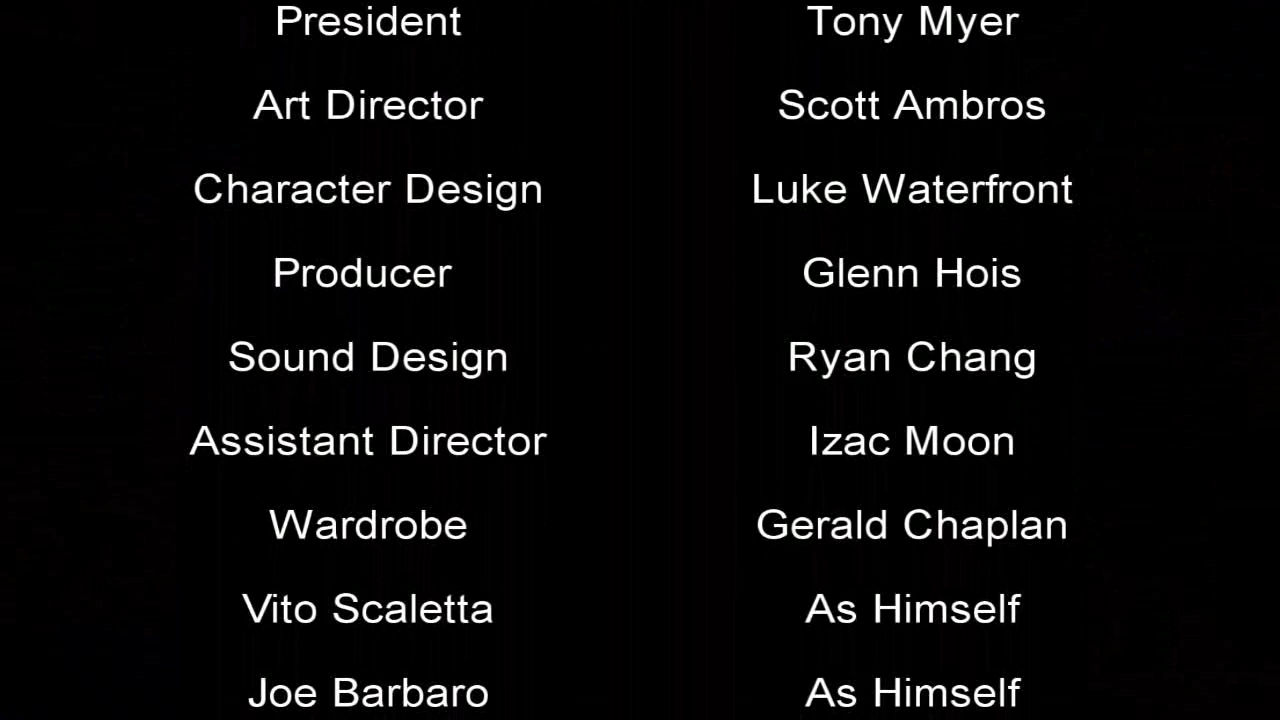 President Tony Myer
Art Director Scott Ambros
Character Design Luke Waterfront
Producer Glenn Hois
Sound Design Ryan Chang
Assistant Director Izac Moon
Wardrobe Gerald Chaplan
Vito Scaletta As Himself
Joe Barbaro As Himself